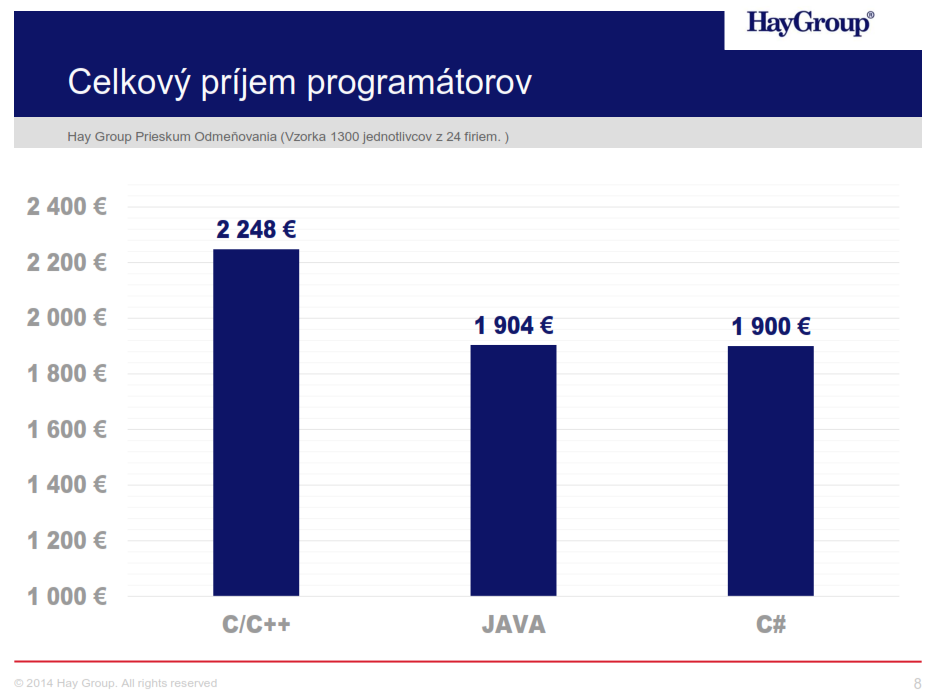 HayGroup®
Celkový príjem programátorov
Hay Group Prieskum Odmeňovania (Vzorka 1300 jednotlivcov z 24 firiem. )
2 400 €
2 248 €
2 200 €
2 000 €
1 904 €
1 900 €
1 800 €
1 600 €
1 400 €
1 200 €
1 000 €
C/C++ JAVA C#
© 2014 Hay Group. All rights reserved 8